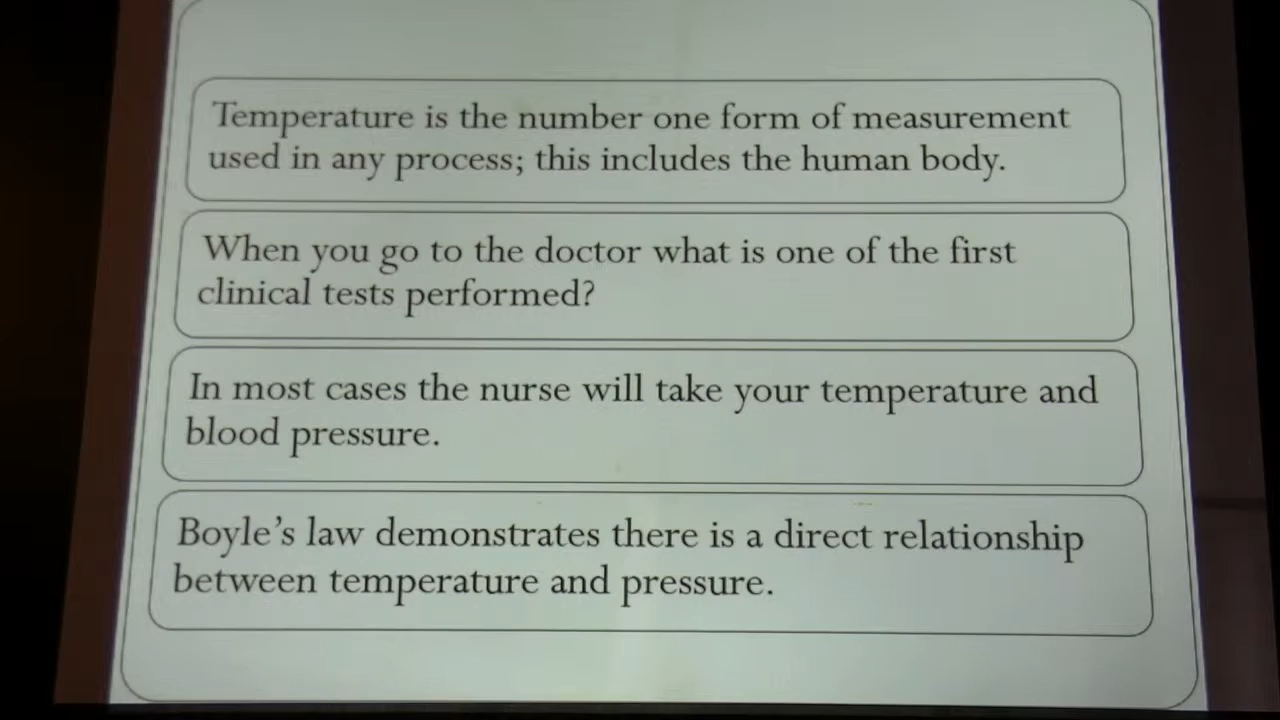 Temperature is the number one form of measurement
used in any process; this includes the human body.
When you go to the doctor what is one of the first
clinical tests performed?
In most cases the nurse will take your temperature and
blood pressure.
Boyle's law demonstrates there is a direct relationship
between temperature and pressure.